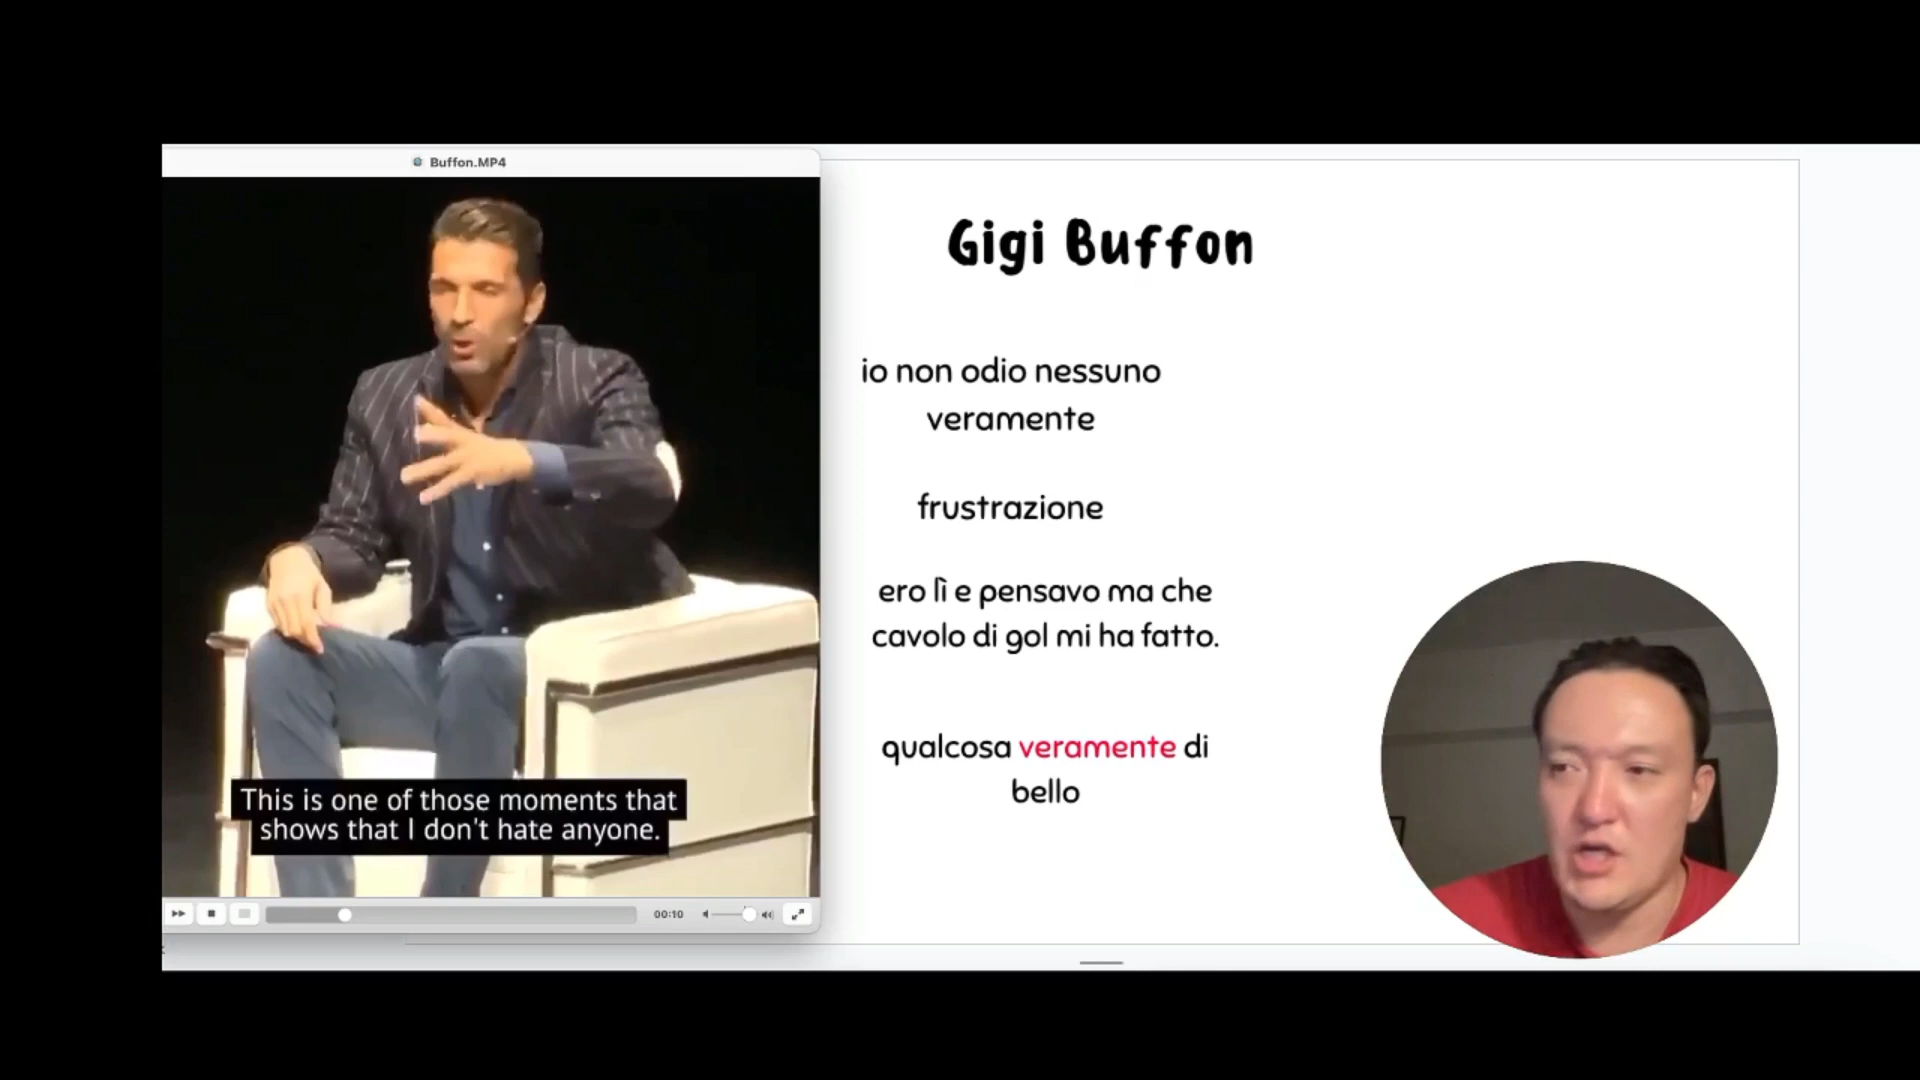 Buffon.MP4
This is one of those moments that
shows that I don't hate anyone.
00:10
Gigi Buffon
io non odio nessuno
veramente
frustrazione
ero lì e pensavo ma che
cavolo di gol mi ha fatto.
qualcosa veramente di
bello